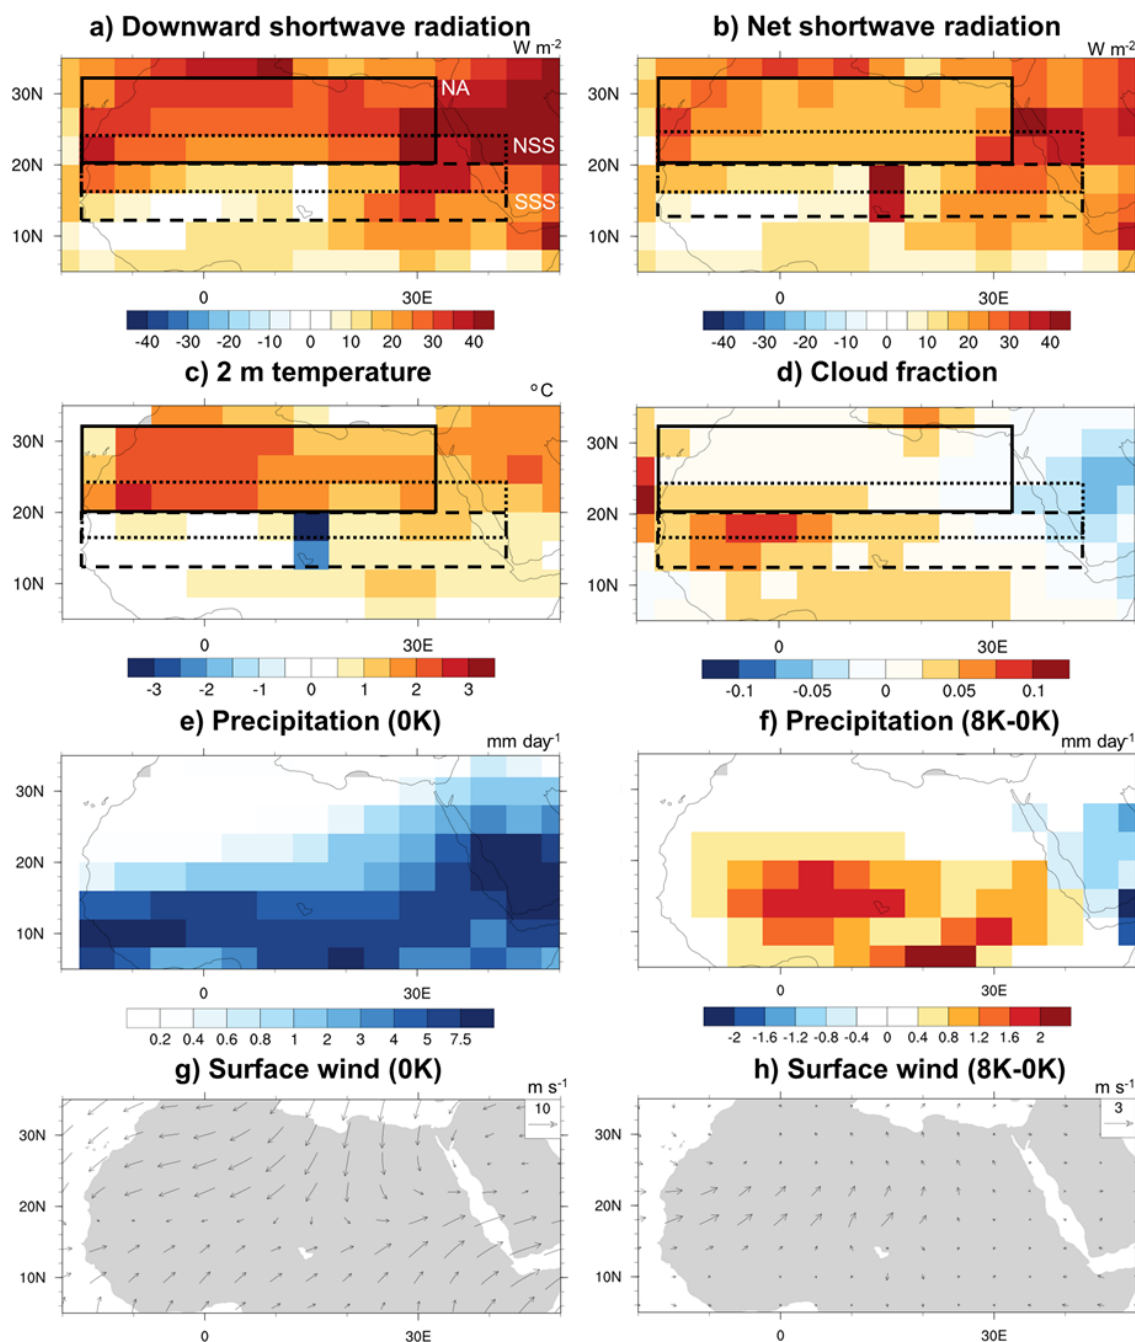 a) Downward shortwave radiation
W m-2
b) Net shortwave radiation
W m-2
30N
20N
10N
NA
NSS
SSS
0
30E
30N
20N
10N
0
30E
-40 -20 0 20 40
-30 -10 10 30
-40 -20 0 20 40
-30 -10 10 30
c) 2 m temperature
°C
d) Cloud fraction
30N
20N
10N
0
30E
30N
20N
10N
0
30E
-3 -2 -1 0 1 2 3
-0.1 -0.05 0 0.05 0.1
e) Precipitation (0K)
mm day-1
f) Precipitation (8K-0K)
mm day-1
30N
20N
10N
0
30E
30N
20N
10N
0
30E
0.2 0.4 0.6 0.8 1 2 3 4 5 7.5
-2 -1.6 -1.2 -0.8 -0.4 0 0.4 0.8 1.2 1.6 2
g) Surface wind (0K)
m s-1
h) Surface wind (8K-0K)
m s-1
10
30N
20N
10N
0
30E
3
30N
20N
10N
0
30E